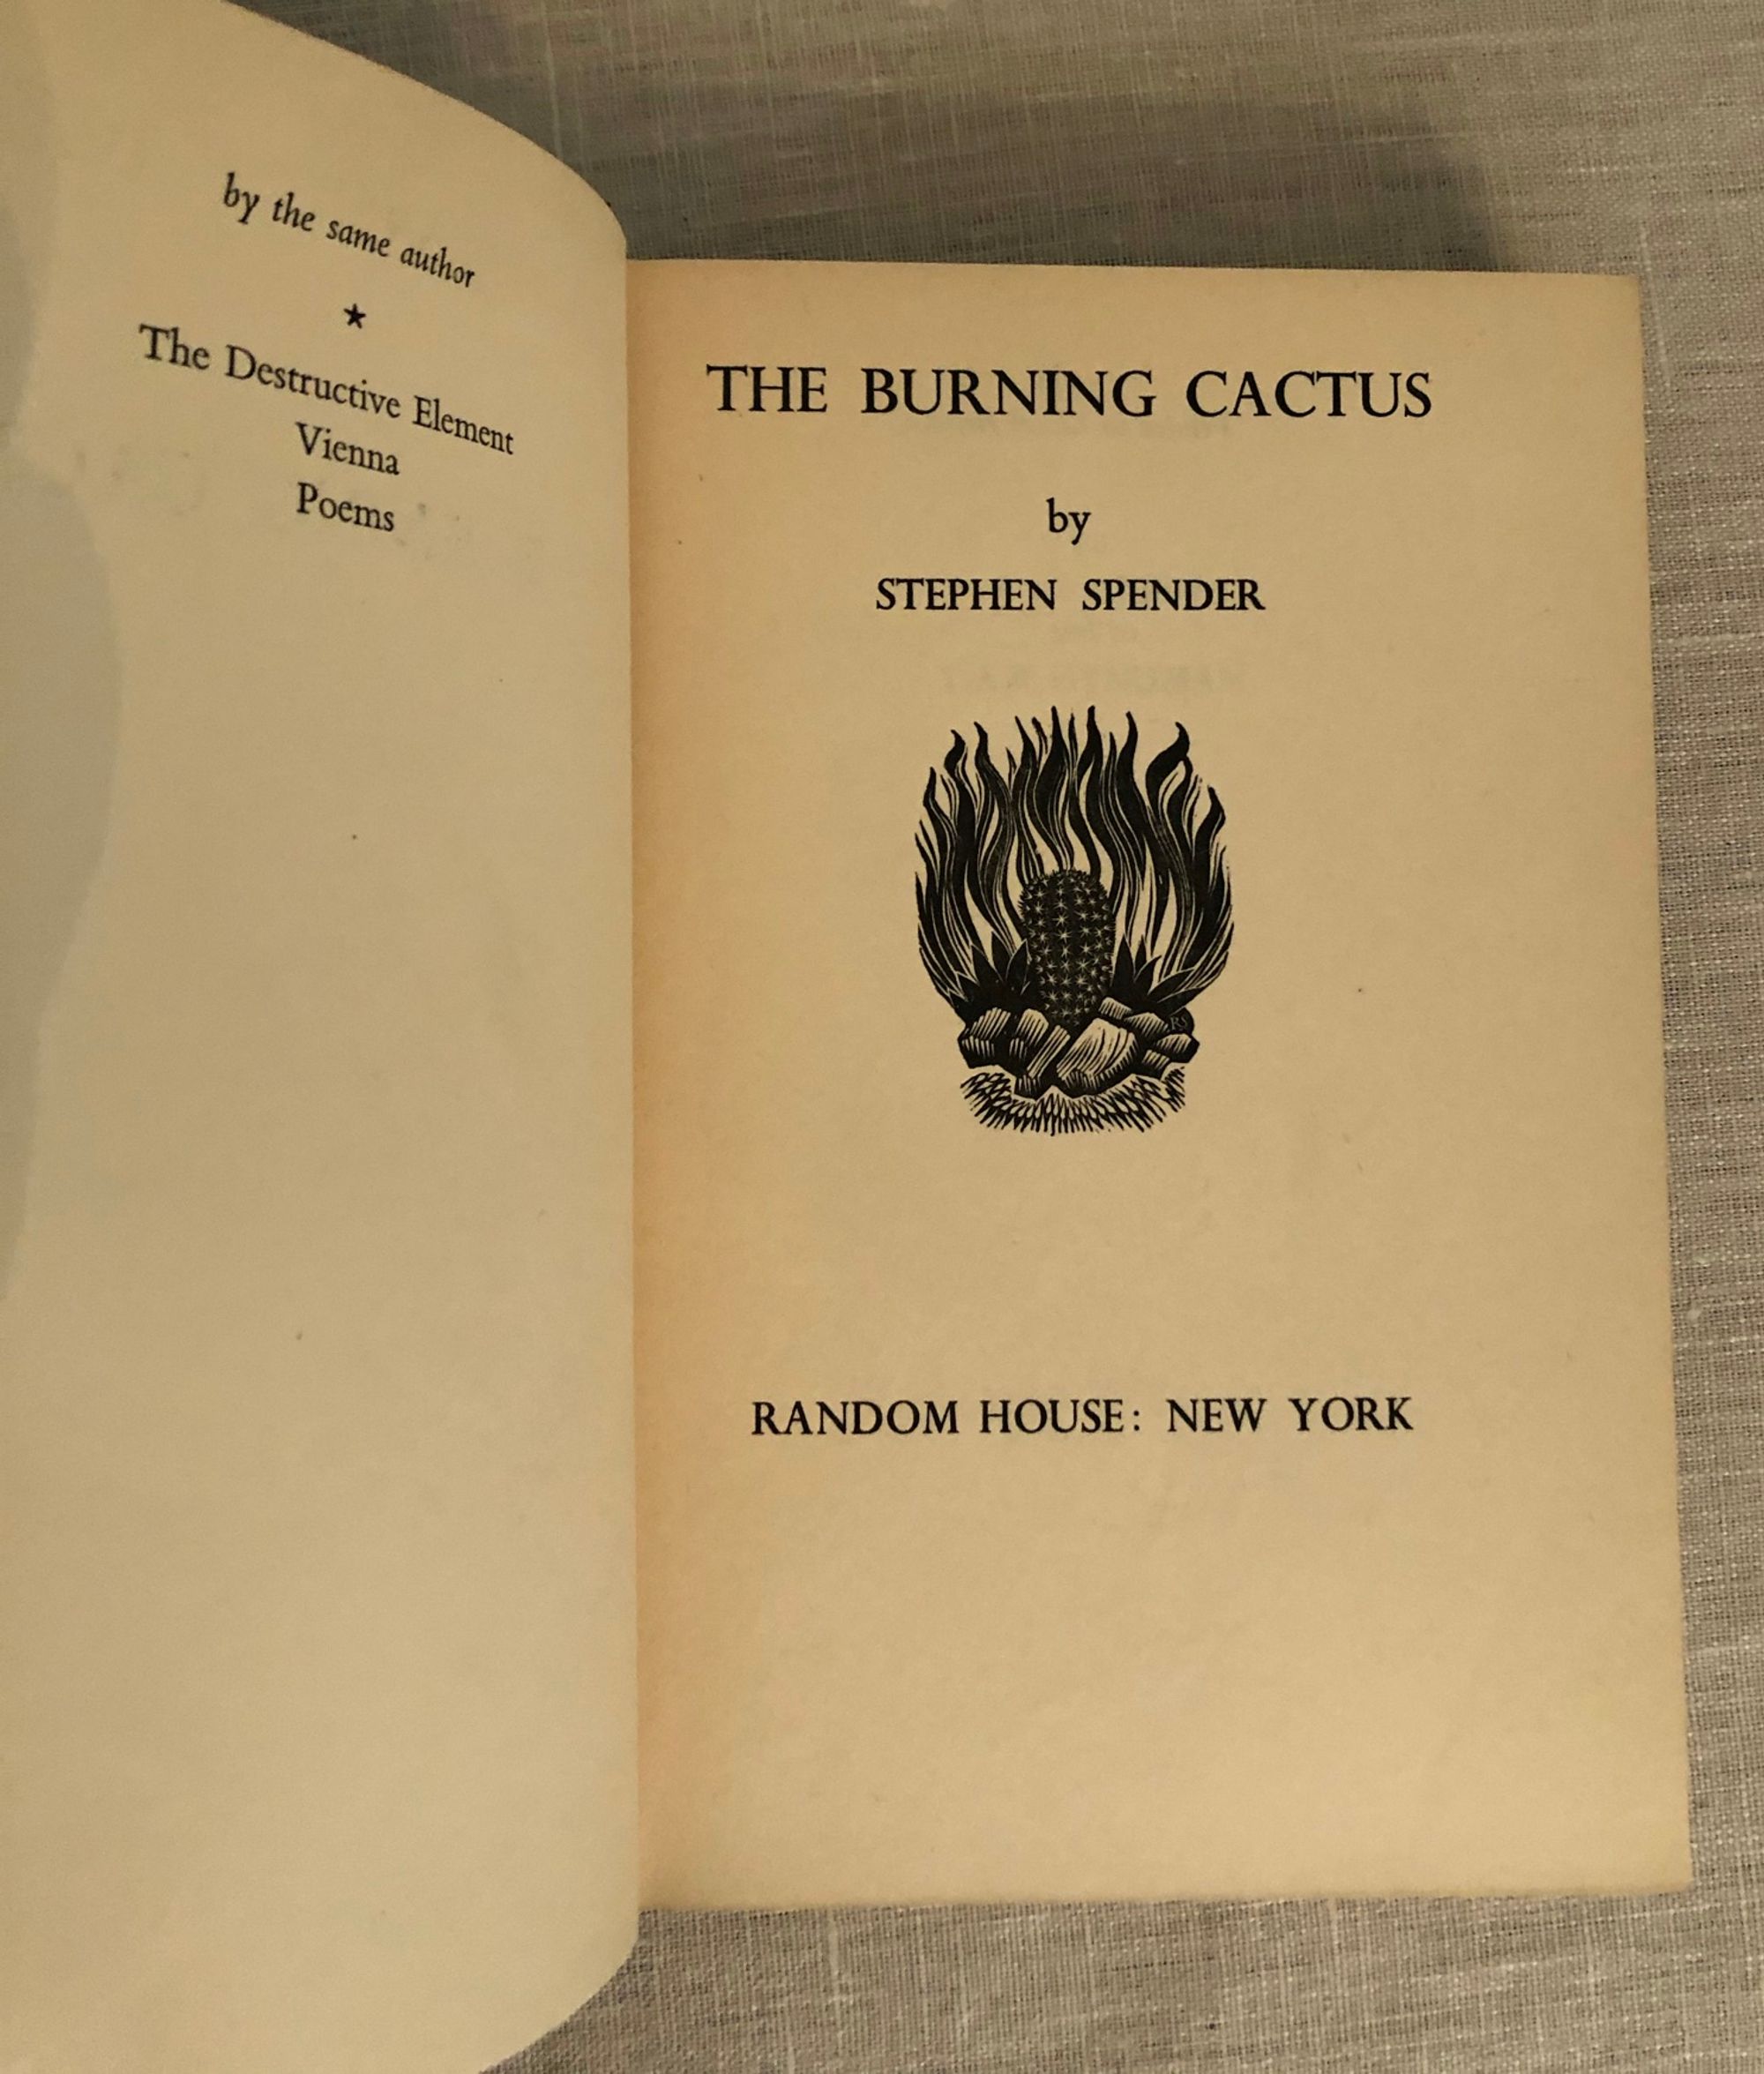 by the same author
★
The Destructive Element
Vienna
Poems
THE BURNING CACTUS
by
STEPHEN SPENDER
RS
RANDOM HOUSE: NEW YORK